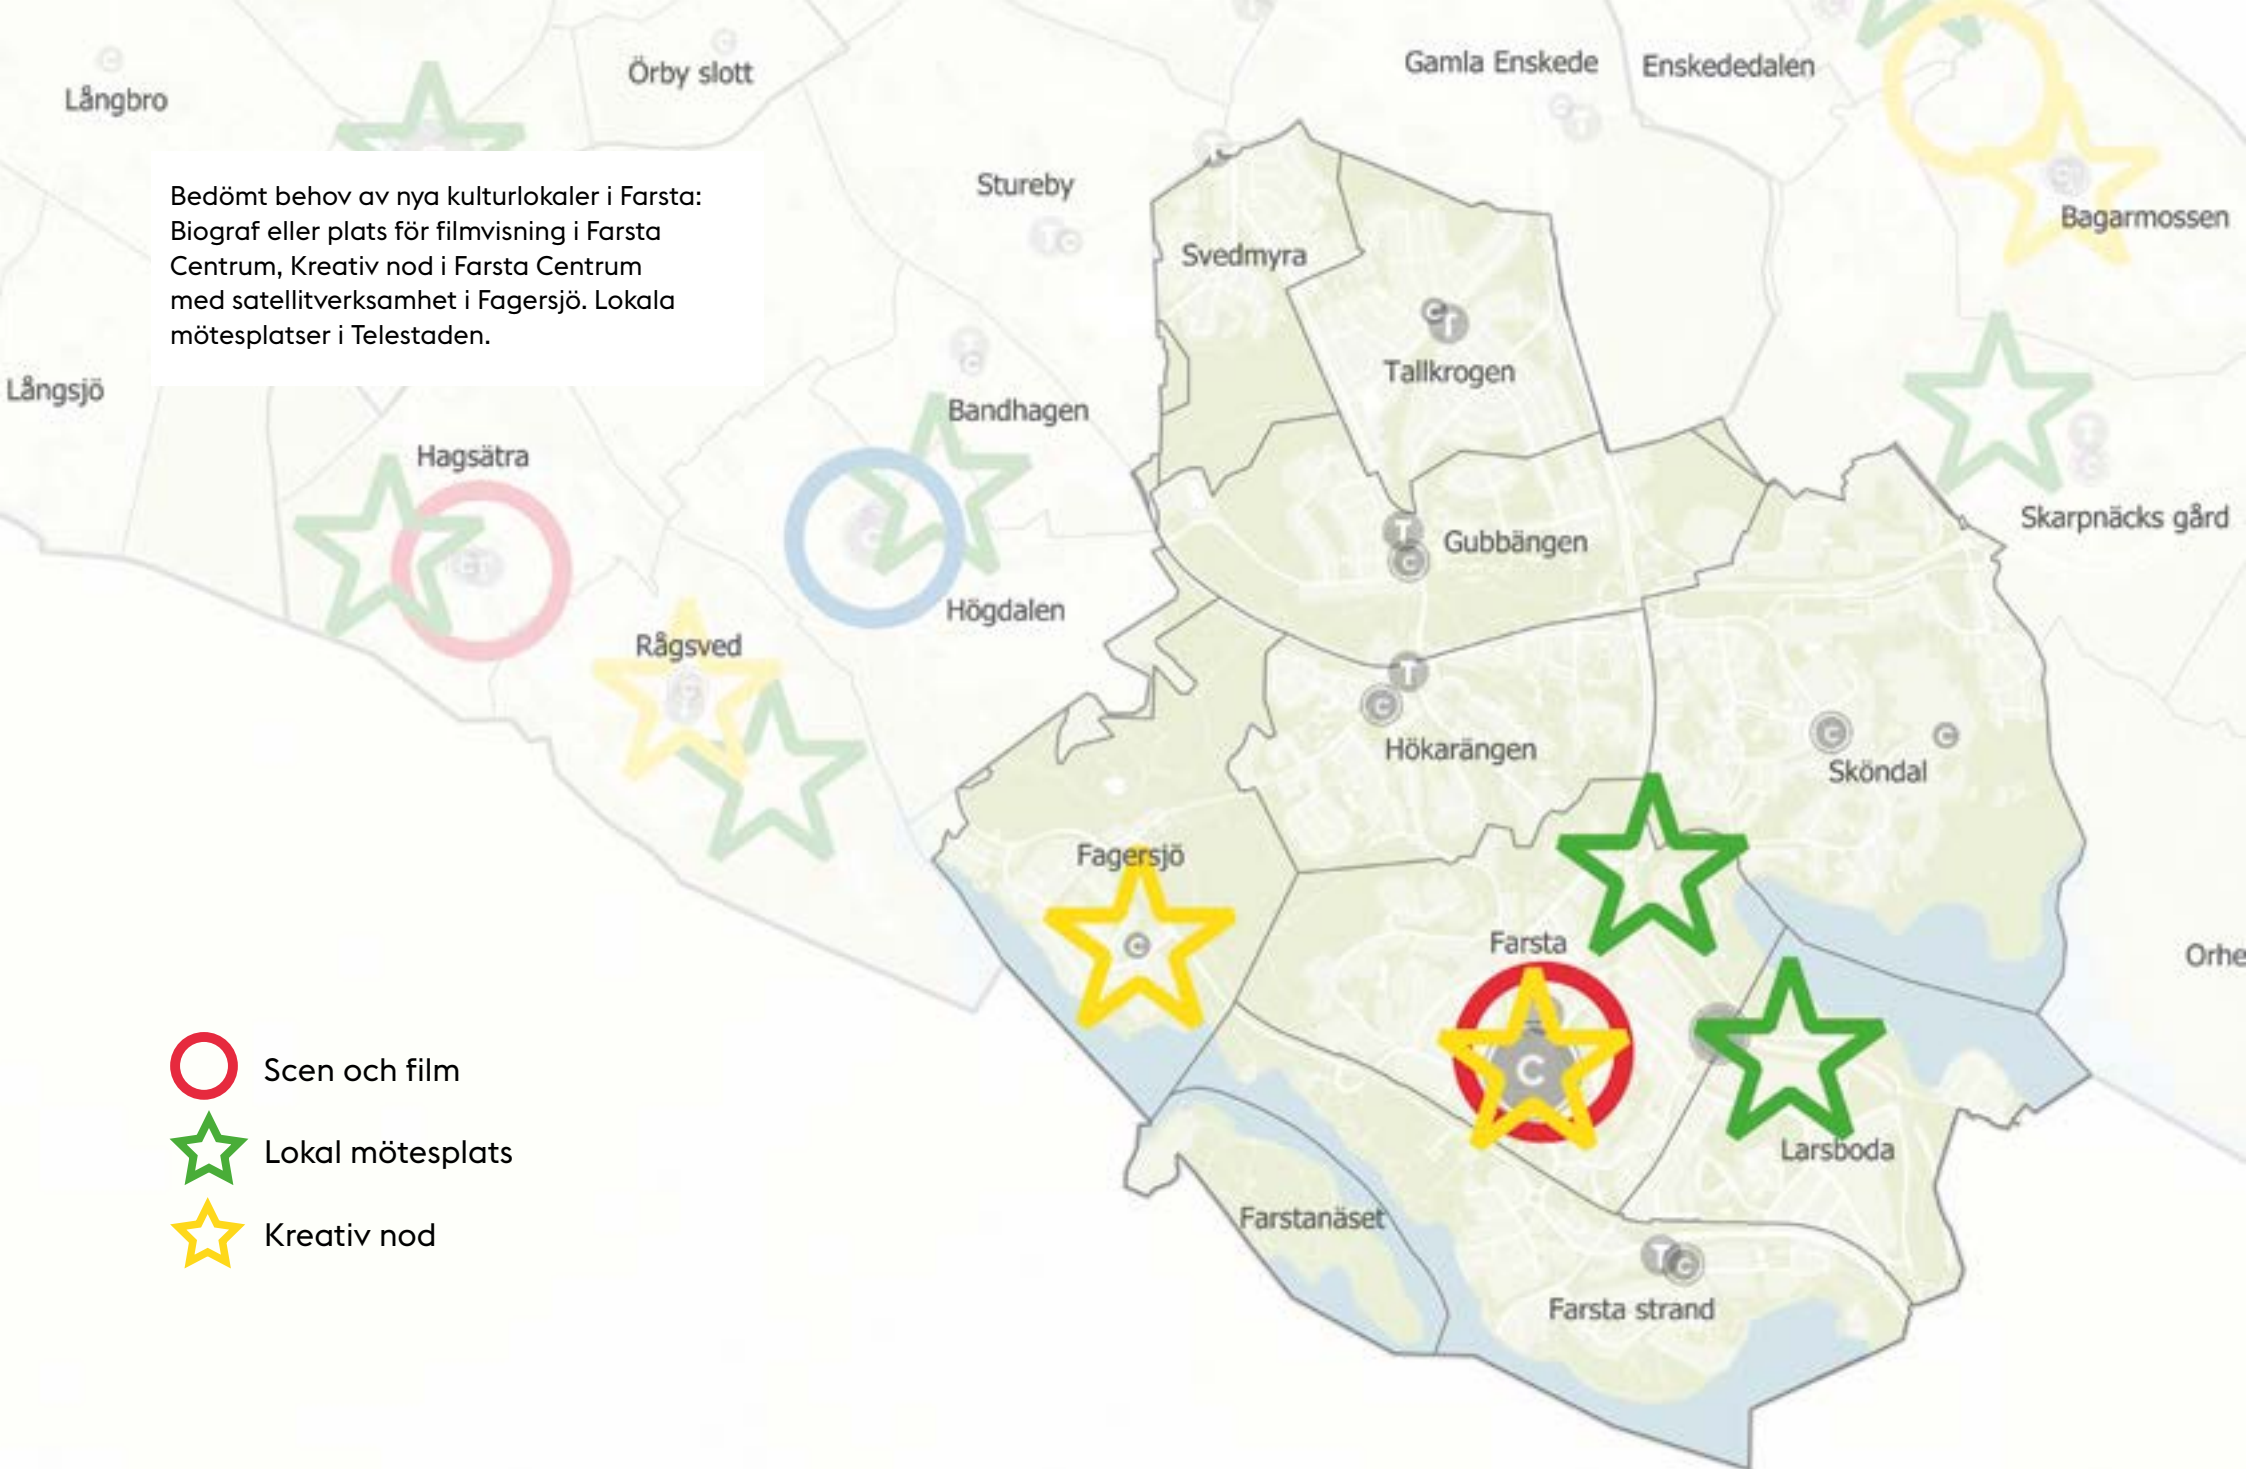 Långbro
Örby slott
Gamla Enskede
Enskededalen
Stureby
Bagarmossen
Bedömt behov av nya kulturlokaler i Farsta:
Biograf eller plats för filmvisning i Farsta
Centrum, Kreativ nod i Farsta Centrum
med satellitverksamhet i Fagersjö. Lokala
mötesplatser i Telestaden.
Svedmyra
C T
Tallkrogen
Långsjö
Bandhagen
Hagsätra
Skarpnäcks gård
T
C
Gubbängen
Högdalen
Rågsved
T
C
Hökarängen
C
C
Sköndal
Fagersjö
C
Farsta
C
Orhe
Larsboda
Farstanäset
T C
Farsta strand
Scen och film
Lokal mötesplats
Kreativ nod